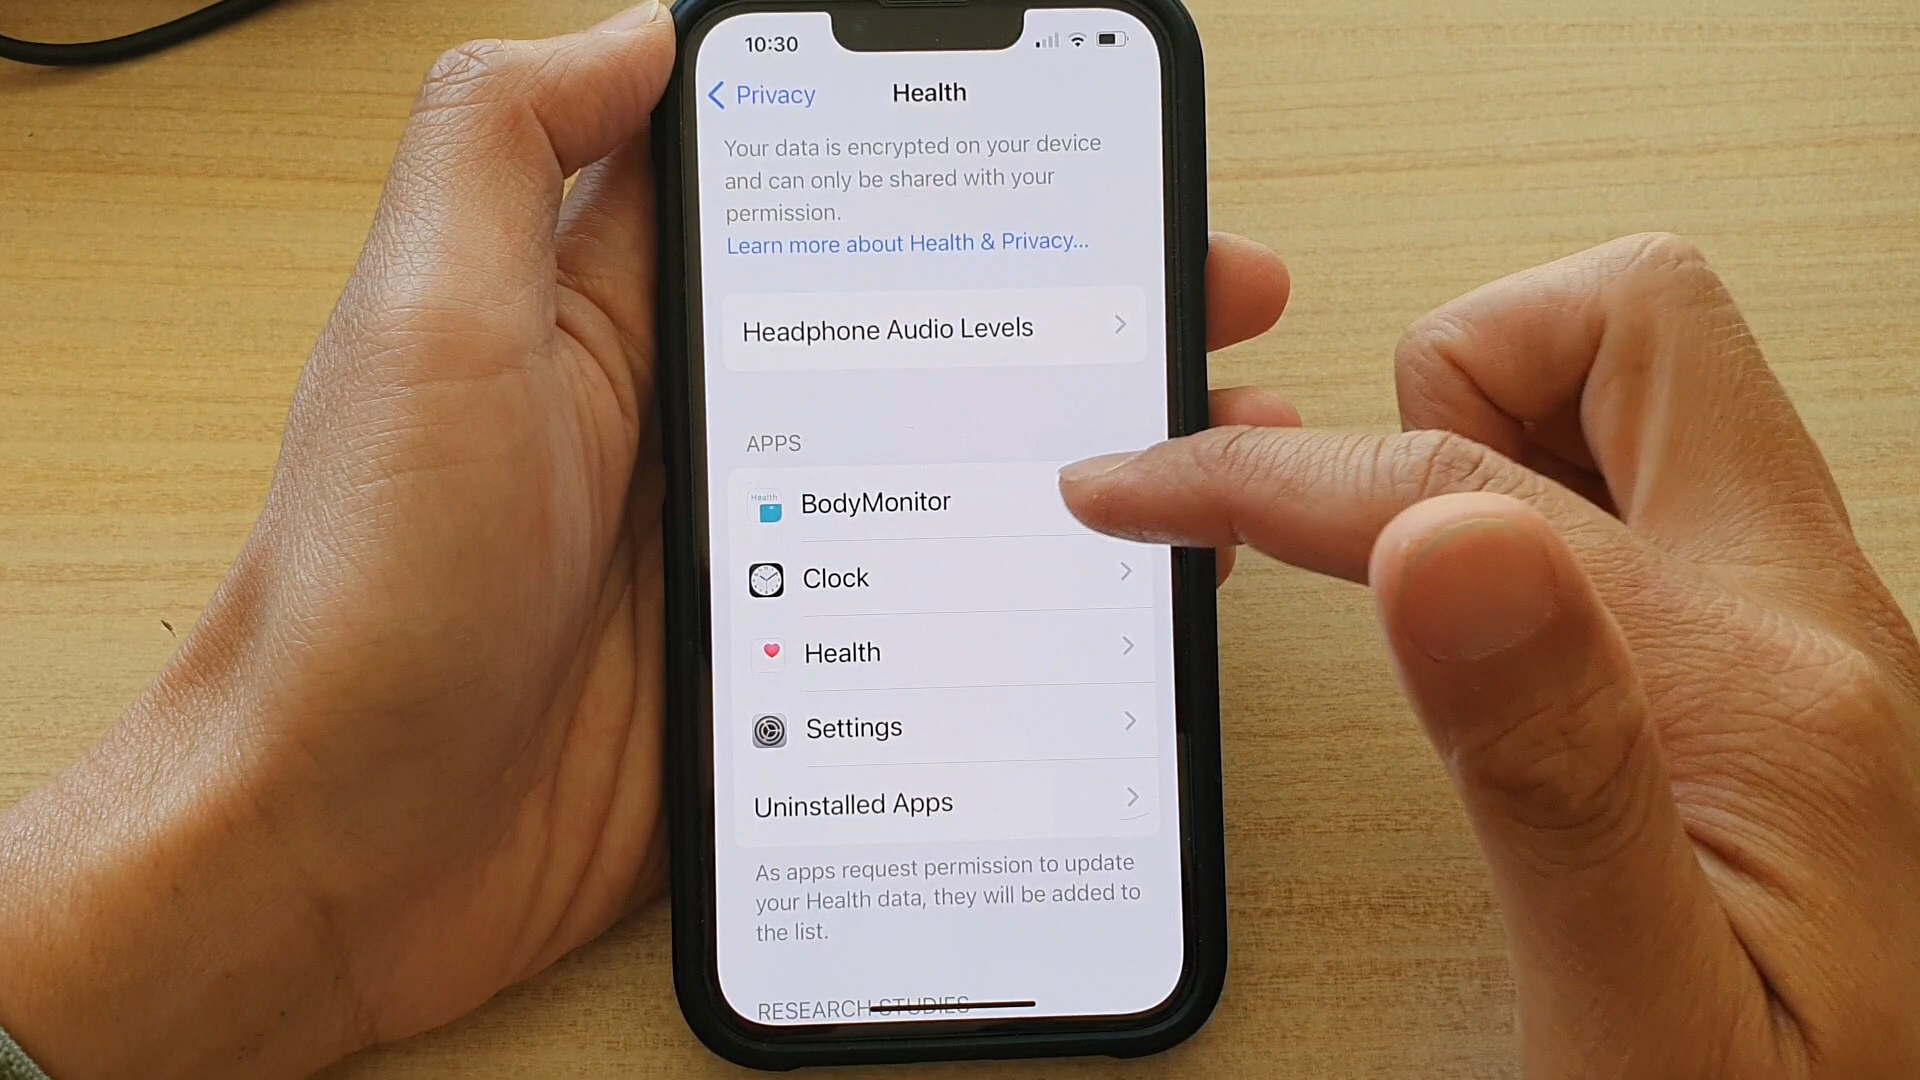 10:30
Privacy
Health
Your data is encrypted on your device
and can only be shared with your
permission.
Learn more about Health & Privacy...
Headphone Audio Levels
APPS
Health
BodyMonitor
Clock
Health
Settings
Uninstalled Apps
As apps request permission to update
your Health data, they will be added to
the list.
RESEARCH STUDIES